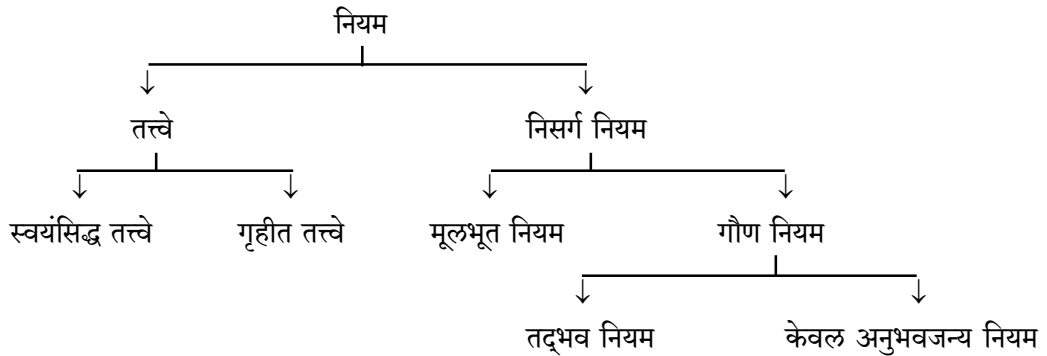 नियम
तत्त्वे निसर्ग नियम
स्वयंसिद्ध तत्त्वे गृहीत तत्त्वे मूलभूत नियम गौण नियम
तद्‌भव नियम केवल अनुभवजन्य नियम